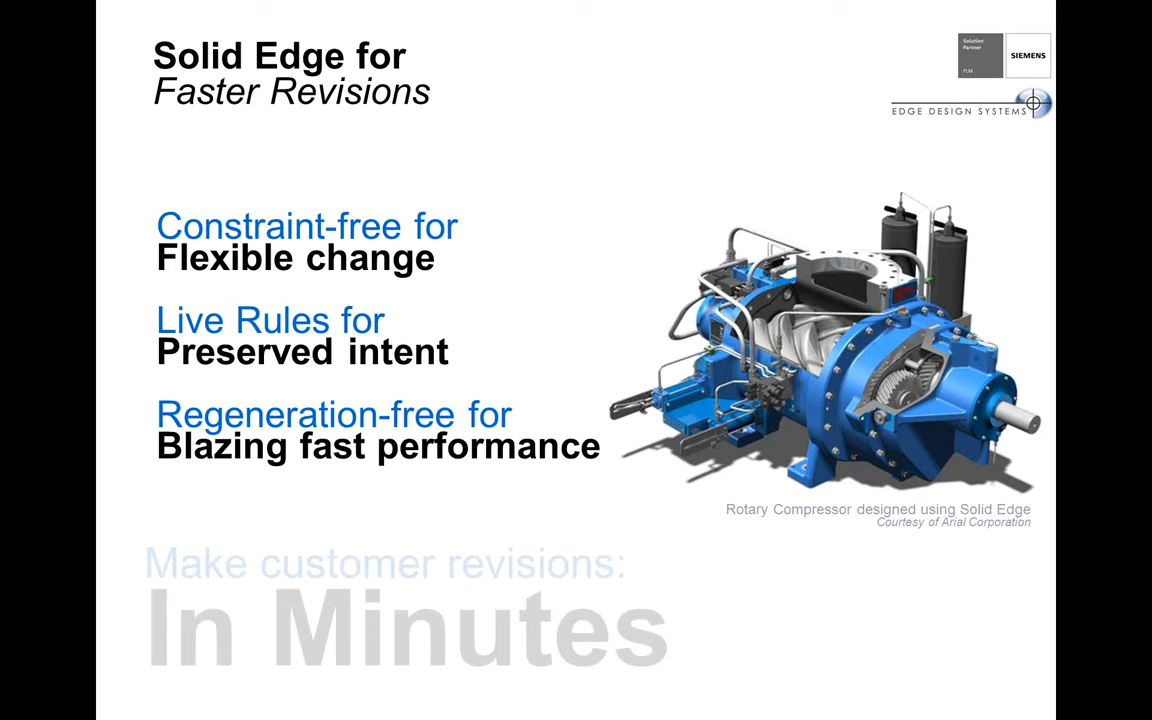 Solid Edge for
Faster Revisions
Solution
Partner
PLM
SIEMENS
EDGE DESIGN SYSTEMS
Constraint-free for
Flexible change
Live Rules for
Preserved intent
Regeneration-free for
Blazing fast performance
Rotary Compressor designed using Solid Edge
Courtesy of Arial Corporation
Make customer revisions:
In Minutes